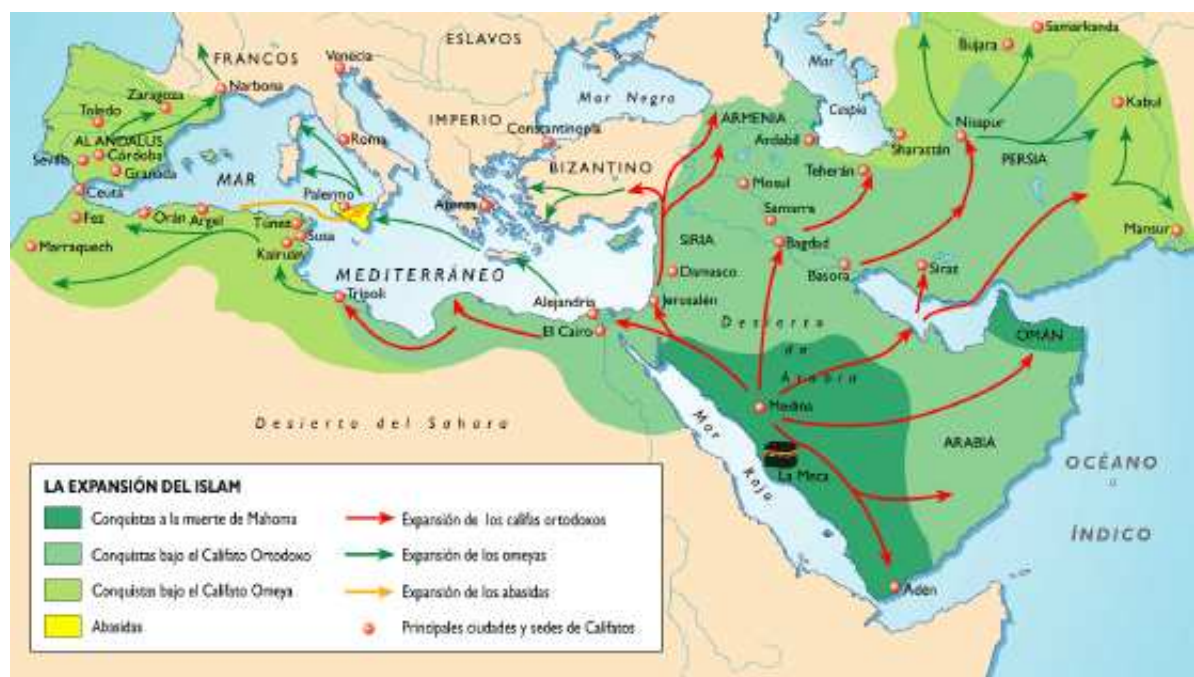 FRANCOS
ESLAVOS
Venecia
Narbona
Zaragoza
Toledo
AL ANDALUS
Sevilla
Córdoba
Granada
Ceuta
Fez
Orán
Argel
Marraquech
Túnez
Susa
Kairuán
Trípoli
Roma
Palermo
MAR
MEDITERRÁNEO
IMPERIO
BIZANTINO
Constantinopla
Atenas
Mar Negro
Mar
Caspio
ARMENIA
Ardabil
Mosul
Samarra
Bagdad
SIRIA
Damasco
Jerusalén
Alejandría
El Cairo
Teherán
Sharastán
Nisapur
PERSIA
Bujara
Samarkanda
Kabul
Mansur
Basora
Siraz
OMÁN
Desierto
de
Arabia
Medina
La Meca
ARABIA
Aden
Mar Rojo
Desierto del Sahara
OCÉANO
ÍNDICO
LA EXPANSIÓN DEL ISLAM
Conquistas a la muerte de Mahoma
Conquistas bajo el Califato Ortodoxo
Conquistas bajo el Califato Omeya
Abasidas
Expansión de los califas ortodoxos
Expansión de los omeyas
Expansión de los abasidas
Principales ciudades y sedes de Califatos